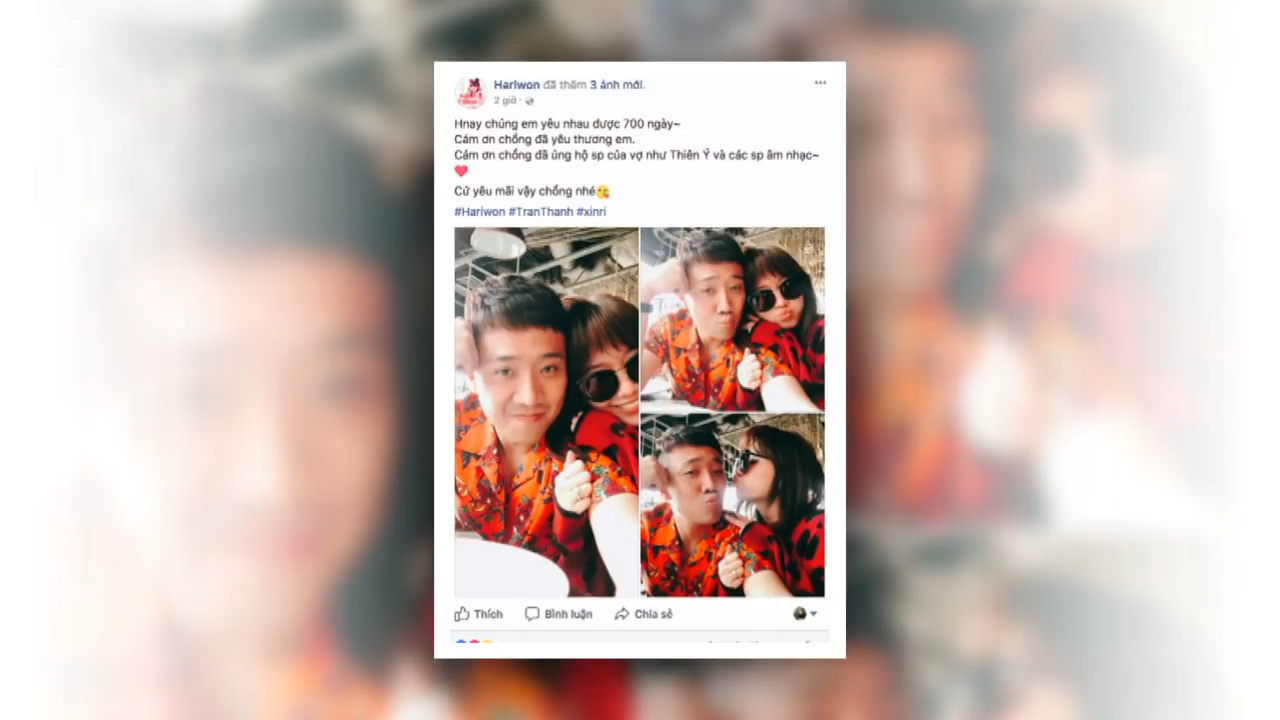 Hariwon đã thêm 3 ảnh mới.
2 giờ ·
Hnay chúng em yêu nhau được 700 ngày~
Cám ơn chồng đã yêu thương em.
Cám ơn chồng đã ủng hộ sp của vợ như Thiên Ý và các sp âm nhạc~
❤
Cứ yêu mãi vậy chồng nhé😘
#Hariwon #TranThanh #xinri
Thích Bình luận Chia sẻ